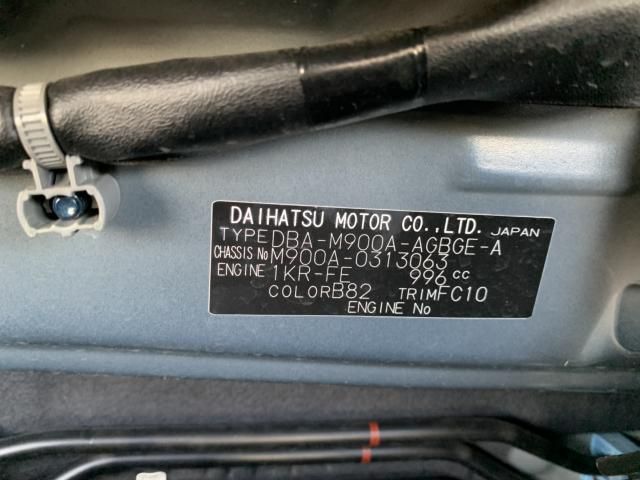 DAIHATSU MOTOR CO.,LTD. JAPAN
TYPE DBA-M900A-AGBGE-A
CHASSIS No M900A-0313063
ENGINE 1KR-FE 996 cc
COLOR B82 TRIM FC10
ENGINE No